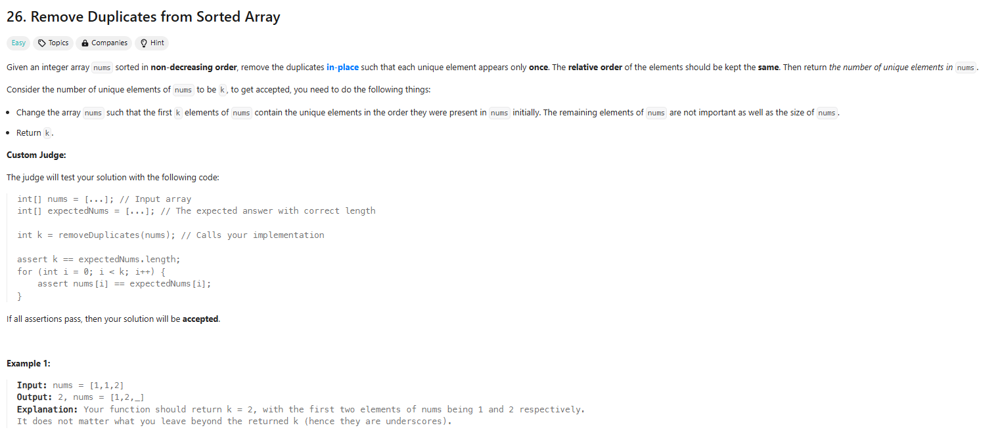 26. Remove Duplicates from Sorted Array
Easy Topics Companies Hint
Given an integer array nums sorted in non-decreasing order, remove the duplicates in-place such that each unique element appears only once. The relative order of the elements should be kept the same. Then return the number of unique elements in nums.
Consider the number of unique elements of nums to be k, to get accepted, you need to do the following things:
• Change the array nums such that the first k elements of nums contain the unique elements in the order they were present in nums initially. The remaining elements of nums are not important as well as the size of nums.
• Return k.
Custom Judge:
The judge will test your solution with the following code:
int[] nums = [...]; // Input array
int[] expectedNums = [...]; // The expected answer with correct length
int k = removeDuplicates(nums); // Calls your implementation
assert k == expectedNums.length;
for (int i = 0; i < k; i++) {
    assert nums[i] == expectedNums[i];
}
If all assertions pass, then your solution will be accepted.
Example 1:
Input: nums = [1,1,2]
Output: 2, nums = [1,2,_]
Explanation: Your function should return k = 2, with the first two elements of nums being 1 and 2 respectively.
It does not matter what you leave beyond the returned k (hence they are underscores).